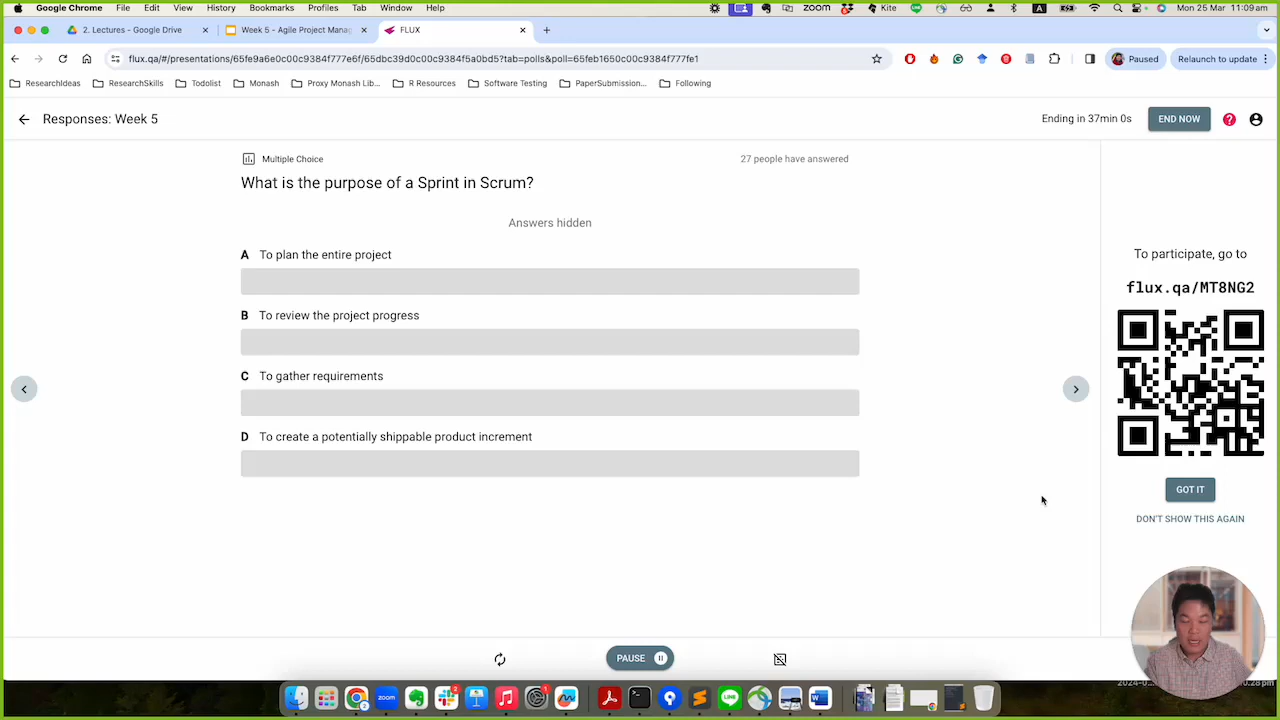 Google Chrome File Edit View History Bookmarks Profiles Tab Window Help zoom Kite A Mon 25 Mar 11:09 am
2. Lectures - Google Drive Week 5 - Agile Project Manag FLUX
flux.qa/#/presentations/65fe9a6e0c00c9384f777e6f/65dbc39d0c00c9384f5a0bd5?tab=polls&poll=65feb1650c00c9384f777fe1 Paused Relaunch to update
ResearchIdeas ResearchSkills Todolist Monash Proxy Monash Lib... R Resources Software Testing PaperSubmission... Following
Responses: Week 5 Ending in 37min 0s END NOW ?
Multiple Choice 27 people have answered
What is the purpose of a Sprint in Scrum?
Answers hidden
A To plan the entire project
B To review the project progress
C To gather requirements
D To create a potentially shippable product increment
To participate, go to
flux.qa/MT8NG2
GOT IT
DON'T SHOW THIS AGAIN
PAUSE
zoom 2 LINE W